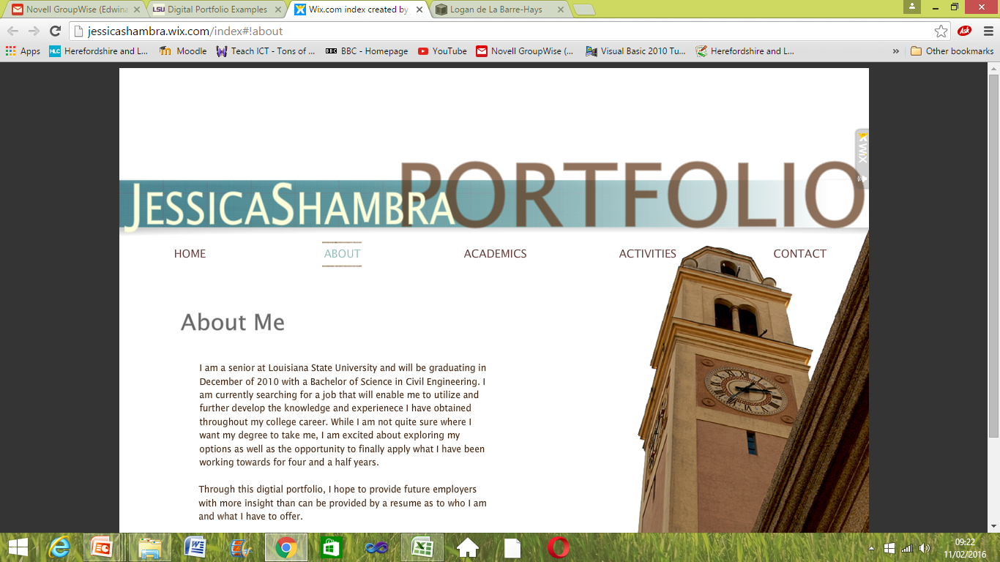 Novell GroupWise (Edwina
Digital Portfolio Examples
Wix.com index created by
Logan de La Barre-Hays
jessicashambra.wix.com/index#!about
Ask
Apps
HLC
Herefordshire and L...
Moodle
Teach ICT - Tons of ...
BBC
BBC - Homepage
YouTube
Novell GroupWise (...
Visual Basic 2010 Tu...
Herefordshire and L...
»
Other bookmarks
WiX
PORTFOLIO
JESSICASHAMBRA
HOME
ABOUT
ACADEMICS
ACTIVITIES
CONTACT
About Me
I am a senior at Louisiana State University and will be graduating in
December of 2010 with a Bachelor of Science in Civil Engineering. I
am currently searching for a job that will enable me to utilize and
further develop the knowledge and experienece I have obtained
throughout my college career. While I am not quite sure where I
want my degree to take me, I am excited about exploring my
options as well as the opportunity to finally apply what I have been
working towards for four and a half years.
Through this digtial portfolio, I hope to provide future employers
with more insight than can be provided by a resume as to who I am
and what I have to offer.
09:22
11/02/2016